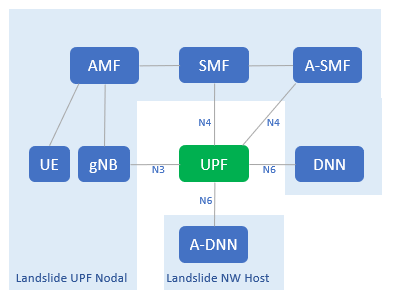 AMF
SMF
A-SMF
N4
N4
UE
gNB
N3
UPF
N6
DNN
N6
A-DNN
Landslide UPF Nodal
Landslide NW Host